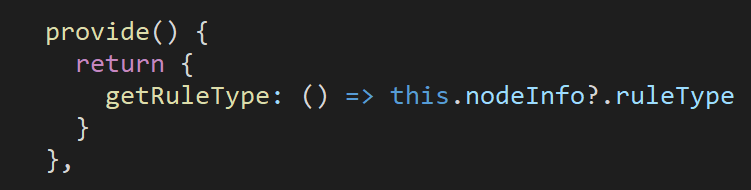 provide() {
return {
getRuleType: () => this.nodeInfo?.ruleType
}
},